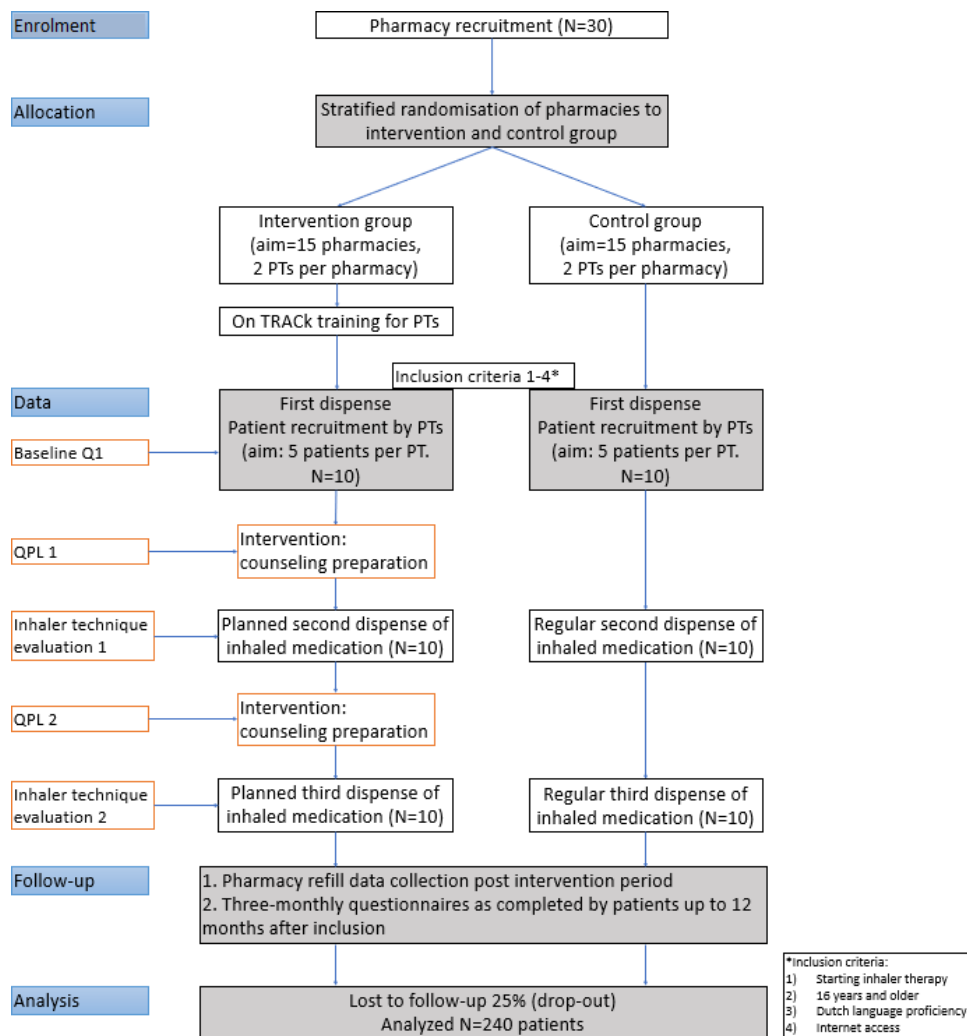 Enrolment
Pharmacy recruitment (N=30)
Allocation
Stratified randomisation of pharmacies to
intervention and control group
Intervention group
(aim=15 pharmacies,
2 PTs per pharmacy)
Control group
(aim=15 pharmacies,
2 PTs per pharmacy)
On TRACk training for PTs
Inclusion criteria 1-4*
Data
First dispense
Patient recruitment by PTs
(aim: 5 patients per PT.
N=10)
First dispense
Patient recruitment by PTs
(aim: 5 patients per PT.
N=10)
Baseline Q1
QPL 1
Intervention:
counseling preparation
Inhaler technique
evaluation 1
Planned second dispense of
inhaled medication (N=10)
Regular second dispense of
inhaled medication (N=10)
QPL 2
Intervention:
counseling preparation
Inhaler technique
evaluation 2
Planned third dispense of
inhaled medication (N=10)
Regular third dispense of
inhaled medication (N=10)
Follow-up
1. Pharmacy refill data collection post intervention period
2. Three-monthly questionnaires as completed by patients up to 12
months after inclusion
Analysis
Lost to follow-up 25% (drop-out)
Analyzed N=240 patients
*Inclusion criteria:
1) Starting inhaler therapy
2) 16 years and older
3) Dutch language proficiency
4) Internet access